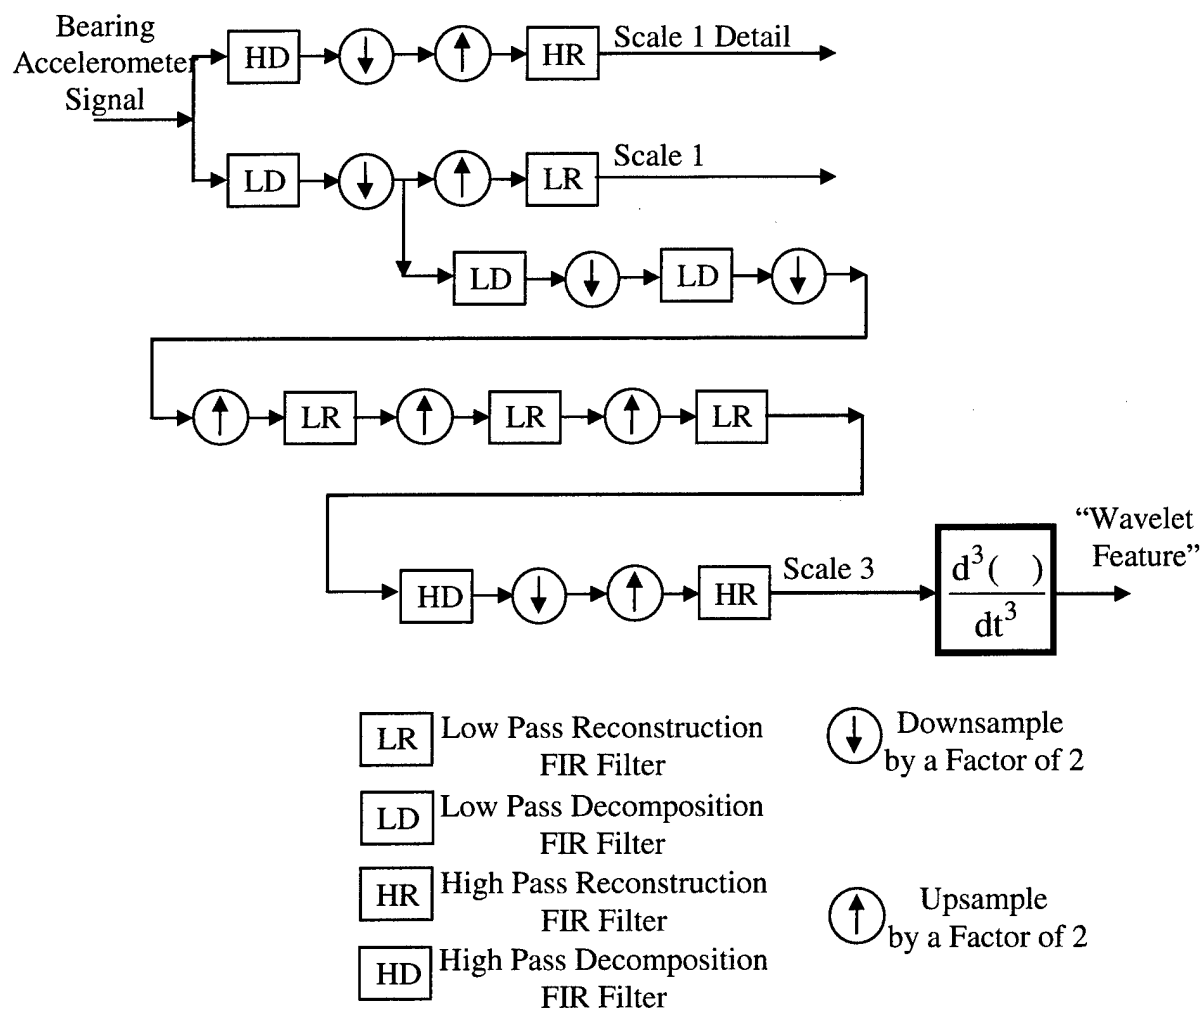 Bearing
Accelerometer
Signal
HD
HR
Scale 1 Detail
LD
LR
Scale 1
LD
LD
LR
LR
LR
HD
HR
Scale 3
d³( )
dt³
“Wavelet
Feature”
LR
Low Pass Reconstruction
FIR Filter
Downsample
by a Factor of 2
LD
Low Pass Decomposition
FIR Filter
HR
High Pass Reconstruction
FIR Filter
Upsample
by a Factor of 2
HD
High Pass Decomposition
FIR Filter